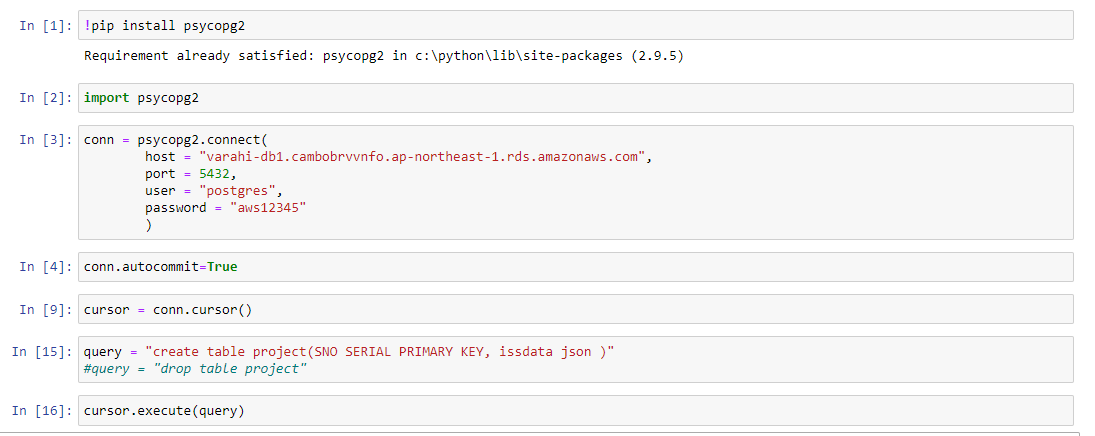 In [1]: !pip install psycopg2
Requirement already satisfied: psycopg2 in c:\python\lib\site-packages (2.9.5)
In [2]: import psycopg2
In [3]: conn = psycopg2.connect(
host = "varahi-db1.cambobrvvnfo.ap-northeast-1.rds.amazonaws.com",
port = 5432,
user = "postgres",
password = "aws12345"
)
In [4]: conn.autocommit=True
In [9]: cursor = conn.cursor()
In [15]: query = "create table project(SNO SERIAL PRIMARY KEY, issdata json )"
#query = "drop table project"
In [16]: cursor.execute(query)